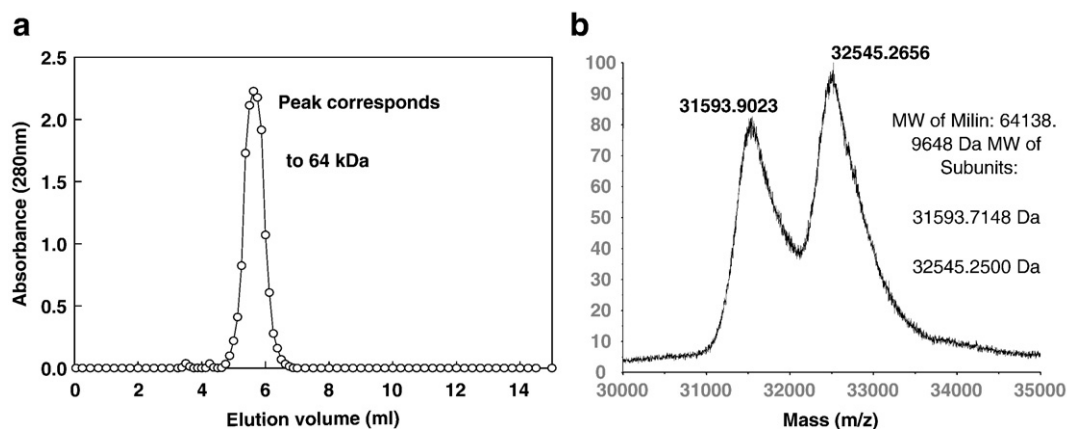 a
2.5
2.0
1.5
1.0
0.5
0.0
Absorbance (280nm)
Peak corresponds
to 64 kDa
0 2 4 6 8 10 12 14
Elution volume (ml)
b
100
90
80
70
60
50
40
30
20
10
0
31593.9023
32545.2656
MW of Milin: 64138.
9648 Da MW of
Subunits:
31593.7148 Da
32545.2500 Da
30000 31000 32000 33000 34000 35000
Mass (m/z)